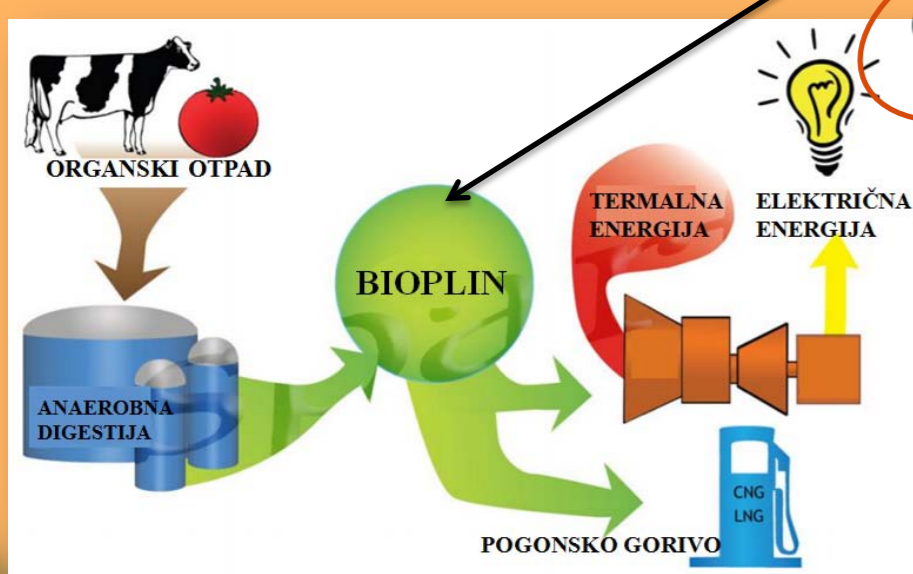 ORGANSKI OTPAD
TERMALNA
ENERGIJA
ELEKTRIČNA
ENERGIJA
BIOPLIN
ANAEROBNA
DIGESTIJA
CNG
LNG
POGONSKO GORIVO